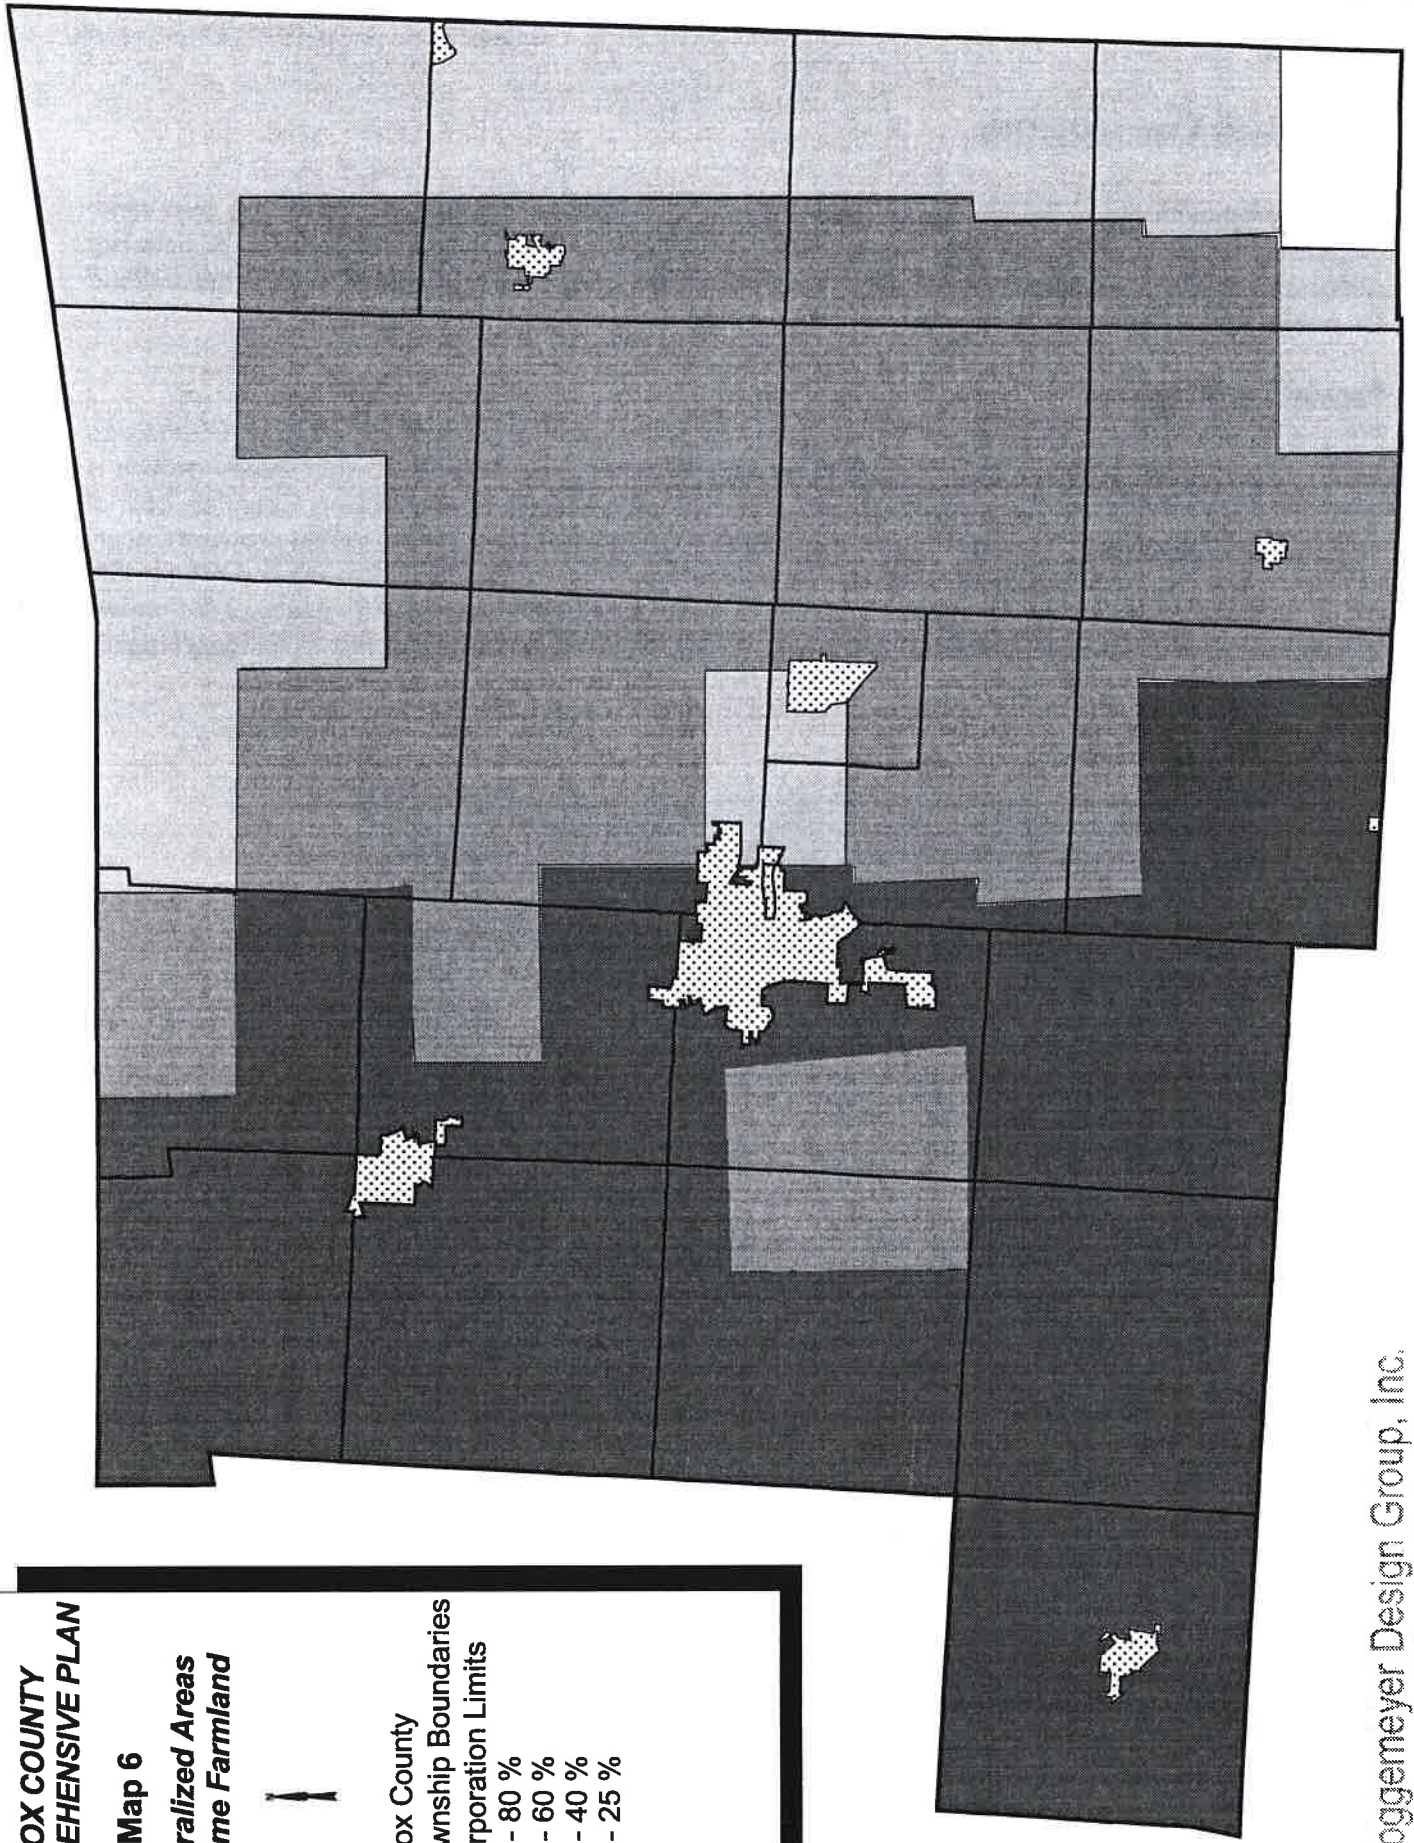 OX COUNTY
EHENSIVE PLAN
Map 6
ralized Areas
me Farmland
ox County
wnship Boundaries
rporation Limits
- 80 %
- 60 %
- 40 %
- 25 %
oggemeyer Design Group, Inc.